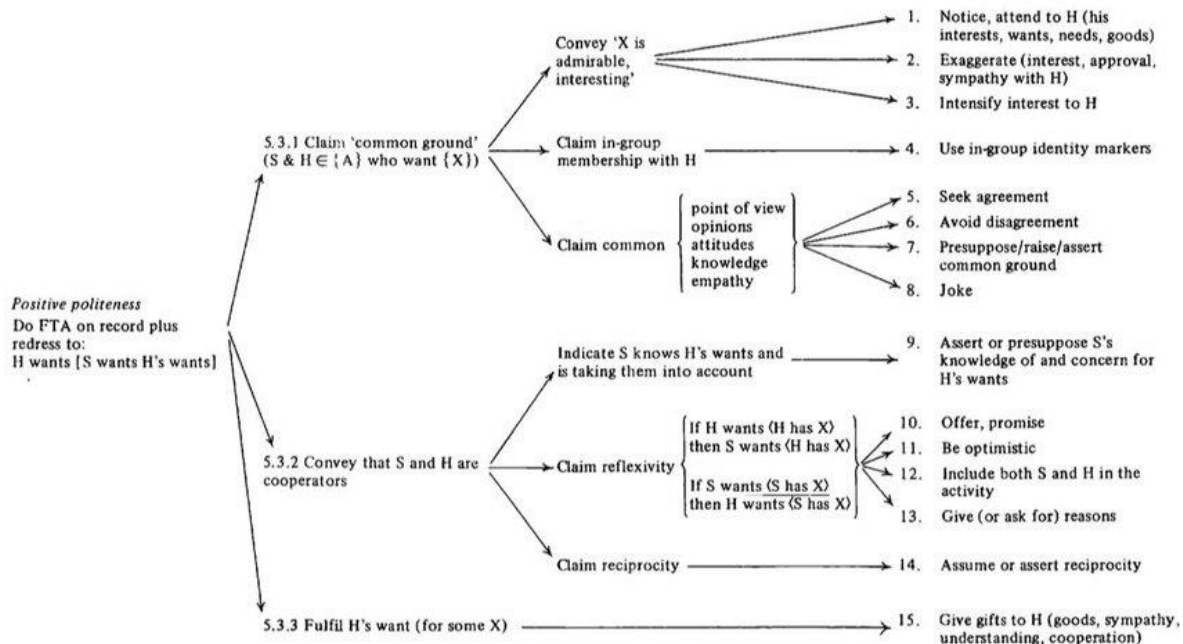 Positive politeness
Do FTA on record plus
redress to:
H wants [S wants H's wants]
5.3.1 Claim 'common ground'
(S & H ∈ {A} who want {X})
Convey 'X is
admirable,
interesting'
1. Notice, attend to H (his
interests, wants, needs, goods)
2. Exaggerate (interest, approval,
sympathy with H)
3. Intensify interest to H
Claim in-group
membership with H
4. Use in-group identity markers
Claim common
point of view
opinions
attitudes
knowledge
empathy
5. Seek agreement
6. Avoid disagreement
7. Presuppose/raise/assert
common ground
8. Joke
5.3.2 Convey that S and H are
cooperators
Indicate S knows H's wants and
is taking them into account
9. Assert or presuppose S's
knowledge of and concern for
H's wants
Claim reflexivity
If H wants ⟨H has X⟩
then S wants ⟨H has X⟩
If S wants ⟨S has X⟩
then H wants ⟨S has X⟩
10. Offer, promise
11. Be optimistic
12. Include both S and H in the
activity
13. Give (or ask for) reasons
Claim reciprocity
14. Assume or assert reciprocity
5.3.3 Fulfil H's want (for some X)
15. Give gifts to H (goods, sympathy,
understanding, cooperation)